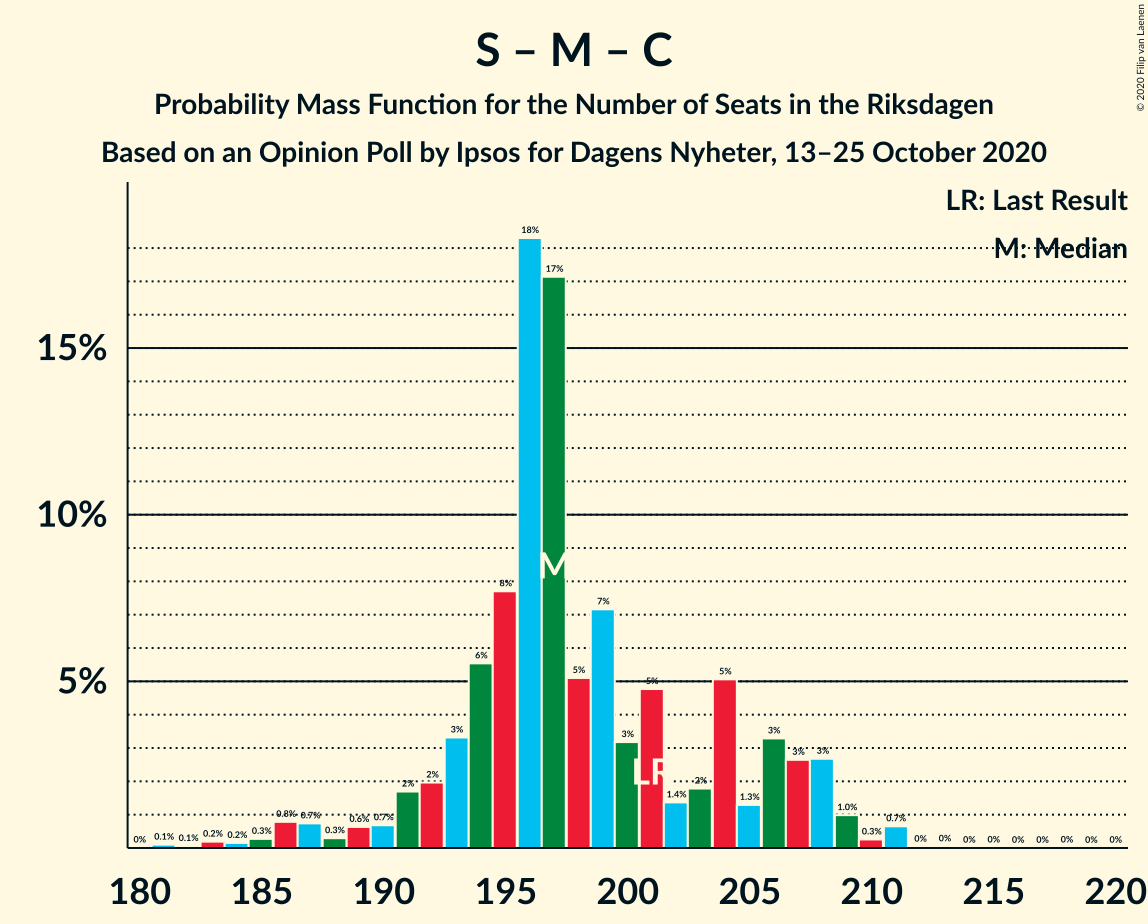 © 2020 Filip van Laenen
S – M – C
Probability Mass Function for the Number of Seats in the Riksdagen
Based on an Opinion Poll by Ipsos for Dagens Nyheter, 13–25 October 2020
LR: Last Result
M: Median
15%
10%
5%
0% 0.1% 0.1% 0.2% 0.2% 0.3% 0.8% 0.7% 0.3% 0.6% 0.7% 2% 2% 3% 6% 8% 18% 17% 5% 7% 3% 5% 1.4% 2% 5% 1.3% 3% 3% 3% 1.0% 0.3% 0.7% 0% 0% 0% 0% 0% 0% 0% 0% 0%
M
LR
180 185 190 195 200 205 210 215 220